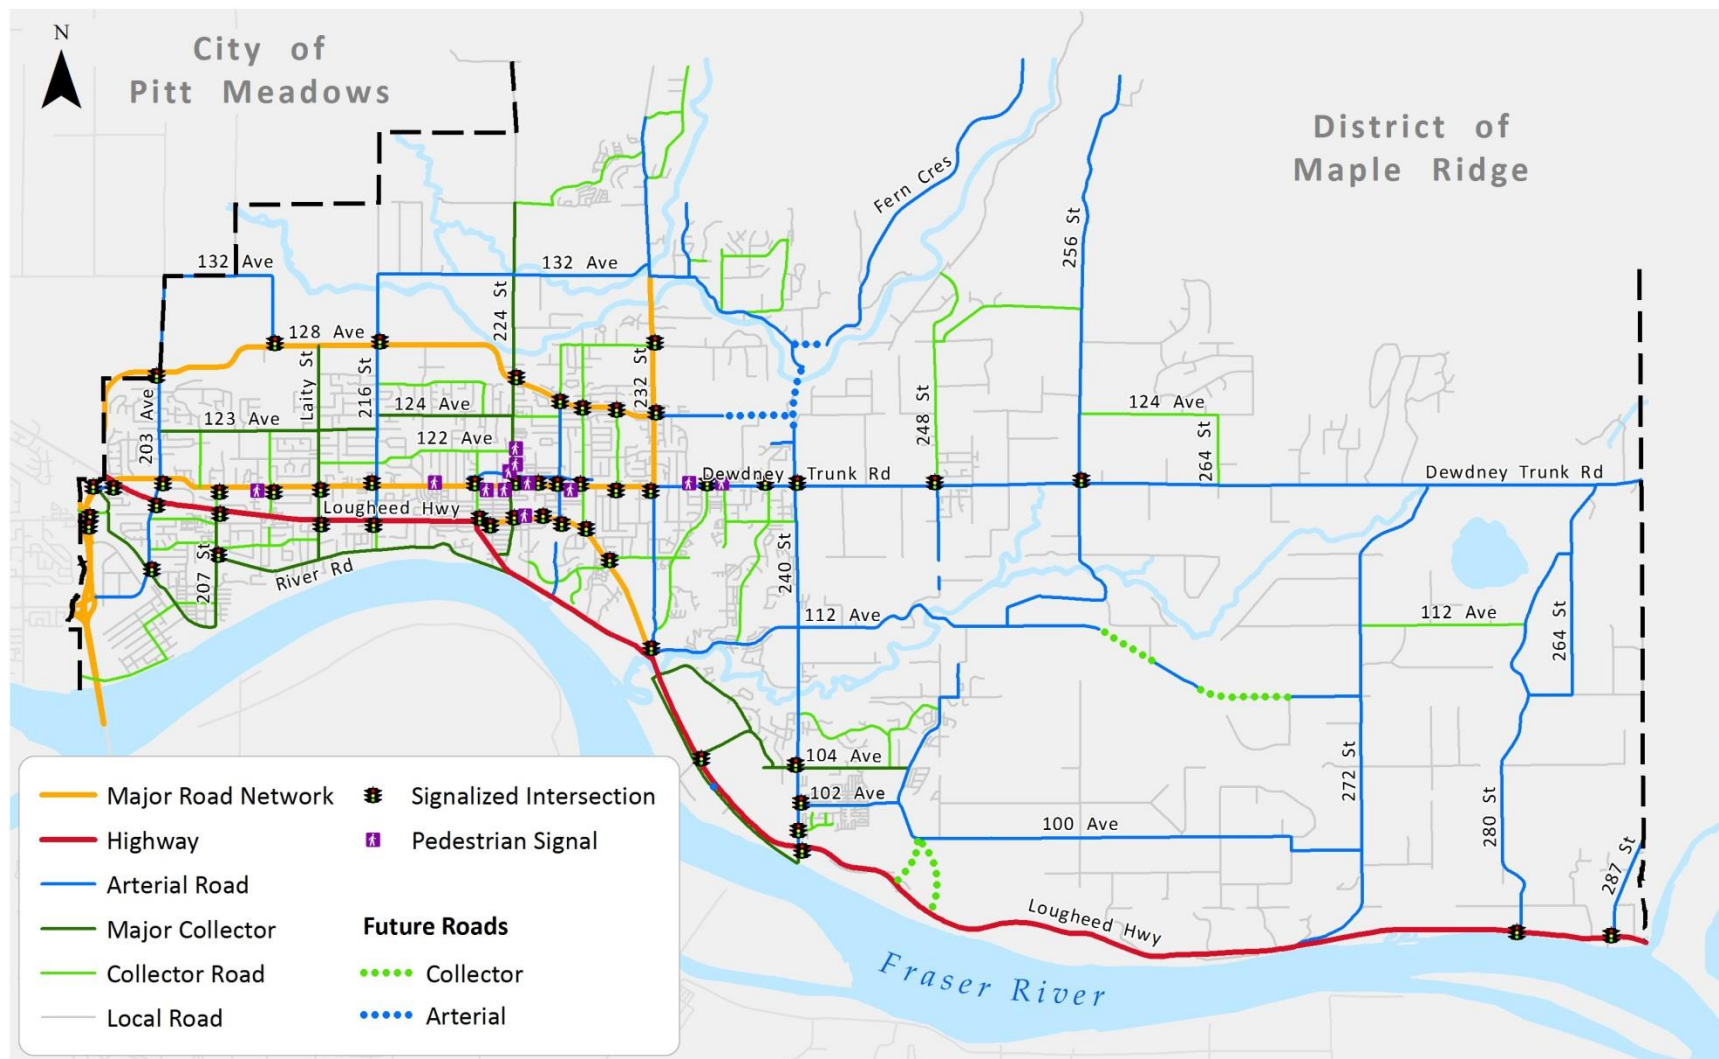 N
City of
Pitt Meadows
District of
Maple Ridge
Fern Cres
256 St
132 Ave
132 Ave
224 St
128 Ave
Laity St
216 St
232 St
203 Ave
123 Ave
124 Ave
122 Ave
248 St
124 Ave
264 St
Dewdney Trunk Rd
Dewdney Trunk Rd
Lougheed Hwy
207 St
River Rd
240 St
112 Ave
112 Ave
264 St
104 Ave
102 Ave
100 Ave
272 St
280 St
287 St
Lougheed Hwy
Fraser River
Major Road Network
Highway
Arterial Road
Major Collector
Collector Road
Local Road
Signalized Intersection
Pedestrian Signal
Future Roads
Collector
Arterial